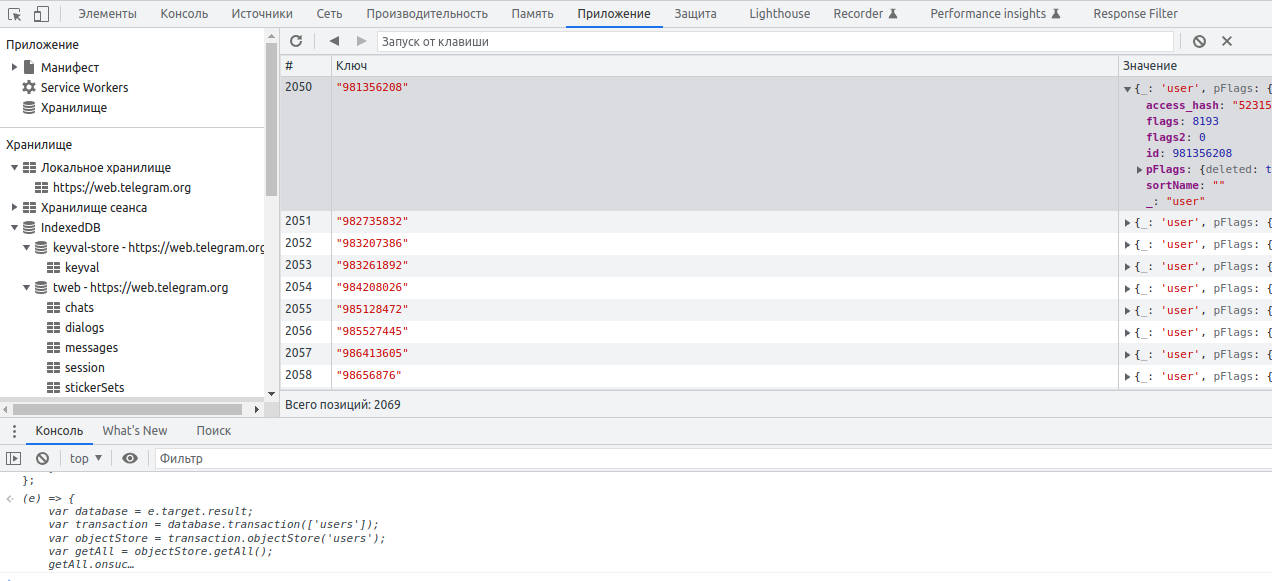 Элементы Консоль Источники Сеть Производительность Память Приложение Защита Lighthouse Recorder Performance insights Response Filter
Приложение
Манифест
Service Workers
Хранилище
Хранилище
Локальное хранилище
https://web.telegram.org
Хранилище сеанса
IndexedDB
keyval-store - https://web.telegram.org
keyval
tweb - https://web.telegram.org
chats
dialogs
messages
session
stickerSets
Запуск от клавиши
# Ключ Значение
2050 "981356208" {_: 'user', pFlags: {
access_hash: "52315
flags: 8193
flags2: 0
id: 981356208
pFlags: {deleted: t
sortName: ""
_: "user"
2051 "982735832" {_: 'user', pFlags: {
2052 "983207386" {_: 'user', pFlags: {
2053 "983261892" {_: 'user', pFlags: {
2054 "984208026" {_: 'user', pFlags: {
2055 "985128472" {_: 'user', pFlags: {
2056 "985527445" {_: 'user', pFlags: {
2057 "986413605" {_: 'user', pFlags: {
2058 "98656876" {_: 'user', pFlags: {
Всего позиций: 2069
Консоль What's New Поиск
top Фильтр
};
(e) => {
var database = e.target.result;
var transaction = database.transaction(['users']);
var objectStore = transaction.objectStore('users');
var getAll = objectStore.getAll();
getAll.onsuc…